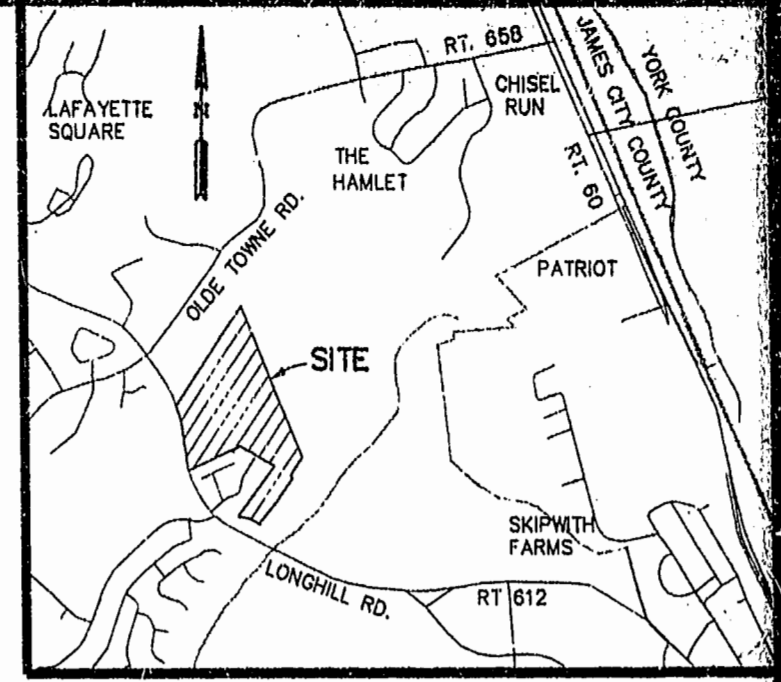 RT. 658
JAMES CITY COUNTY
YORK COUNTY
LAFAYETTE
SQUARE
N
CHISEL
RUN
THE
HAMLET
RT. 60
OLDE TOWNE RD.
PATRIOT
SITE
SKIPWITH
FARMS
LONGHILL RD.
RT 612